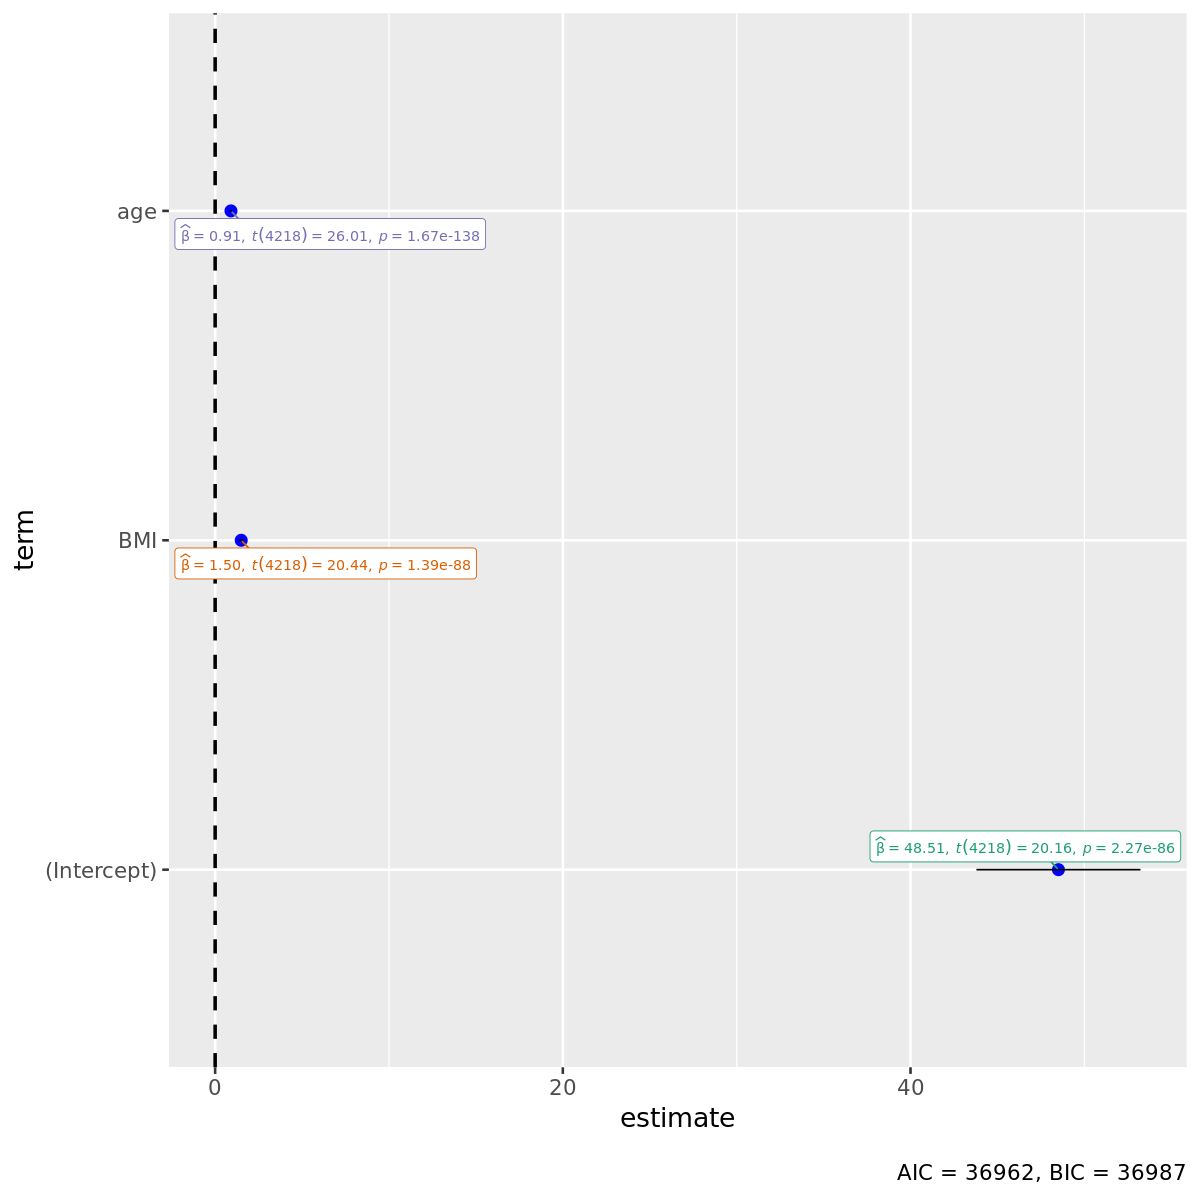 age
β̂ = 0.91, t(4218) = 26.01, p = 1.67e-138
BMI
β̂ = 1.50, t(4218) = 20.44, p = 1.39e-88
term
β̂ = 48.51, t(4218) = 20.16, p = 2.27e-86
(Intercept)
0 20 40
estimate
AIC = 36962, BIC = 36987